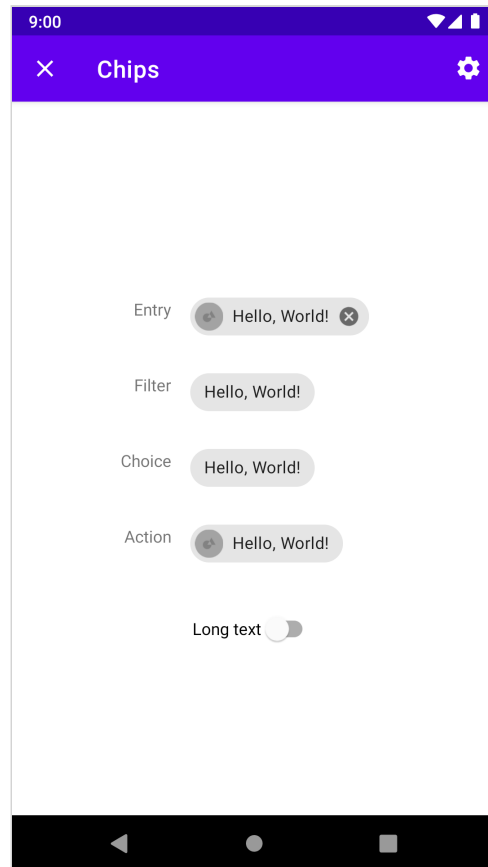 9:00
Chips
Entry Hello, World!
Filter Hello, World!
Choice Hello, World!
Action Hello, World!
Long text